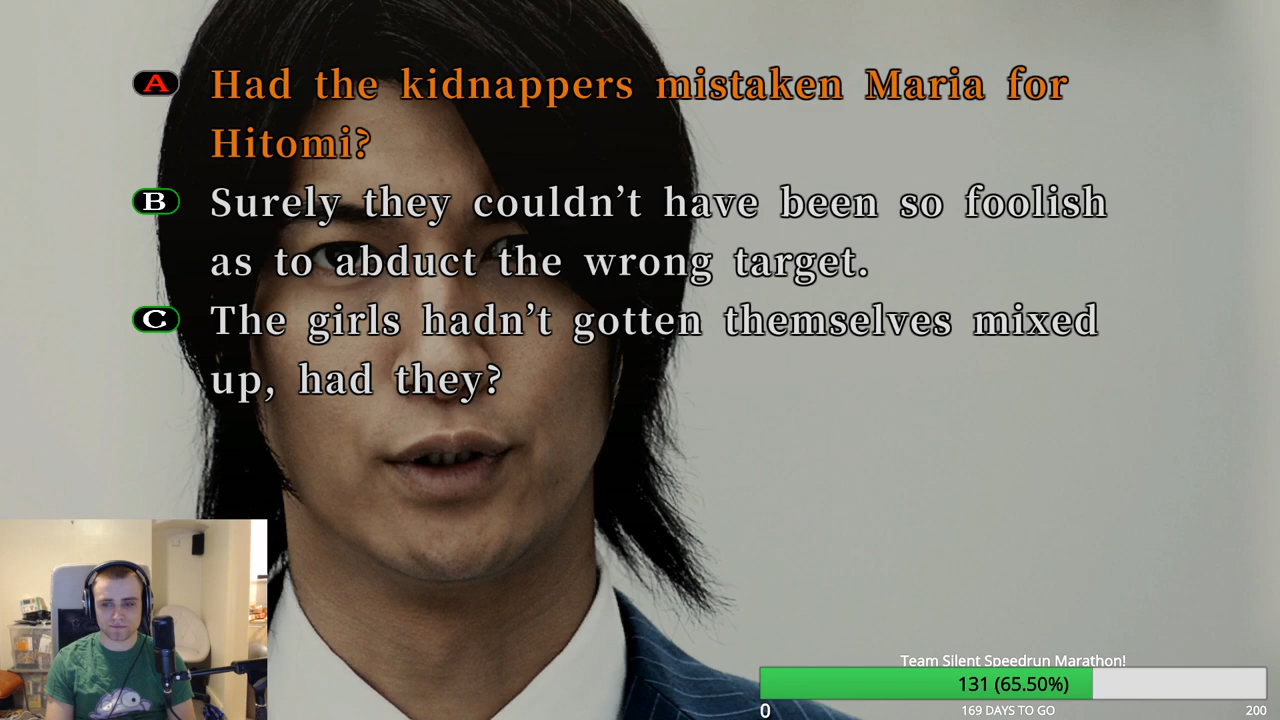 A Had the kidnappers mistaken Maria for
Hitomi?
B Surely they couldn't have been so foolish
as to abduct the wrong target.
C The girls hadn't gotten themselves mixed
up, had they?
Team Silent Speedrun Marathon!
131 (65.50%)
0 169 DAYS TO GO 200